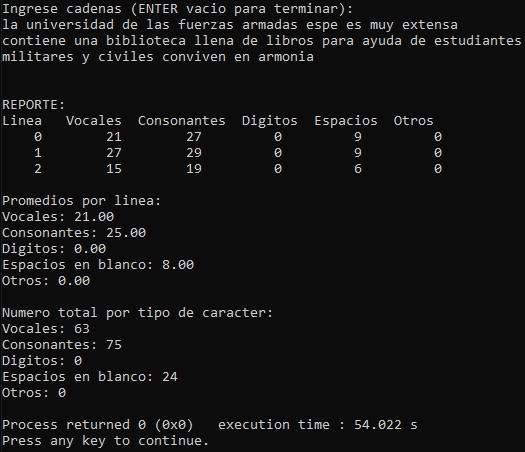 Ingrese cadenas (ENTER vacio para terminar):
la universidad de las fuerzas armadas espe es muy extensa
contiene una biblioteca llena de libros para ayuda de estudiantes
militares y civiles conviven en armonia
REPORTE:
Linea Vocales Consonantes Digitos Espacios Otros
0 21 27 0 9 0
1 27 29 0 9 0
2 15 19 0 6 0
Promedios por linea:
Vocales: 21.00
Consonantes: 25.00
Digitos: 0.00
Espacios en blanco: 8.00
Otros: 0.00
Numero total por tipo de caracter:
Vocales: 63
Consonantes: 75
Digitos: 0
Espacios en blanco: 24
Otros: 0
Process returned 0 (0x0) execution time : 54.022 s
Press any key to continue.